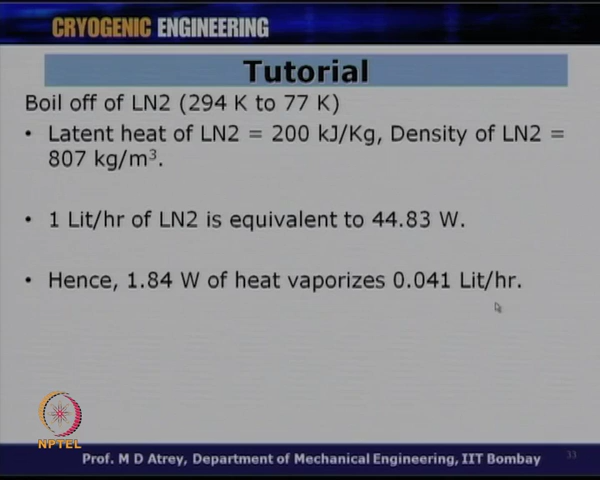 CRYOGENIC ENGINEERING
Tutorial
Boil off of LN2 (294 K to 77 K)
• Latent heat of LN2 = 200 kJ/Kg, Density of LN2 =
807 kg/m³.
• 1 Lit/hr of LN2 is equivalent to 44.83 W.
• Hence, 1.84 W of heat vaporizes 0.041 Lit/hr.
NPTEL
Prof. M D Atrey, Department of Mechanical Engineering, IIT Bombay
33